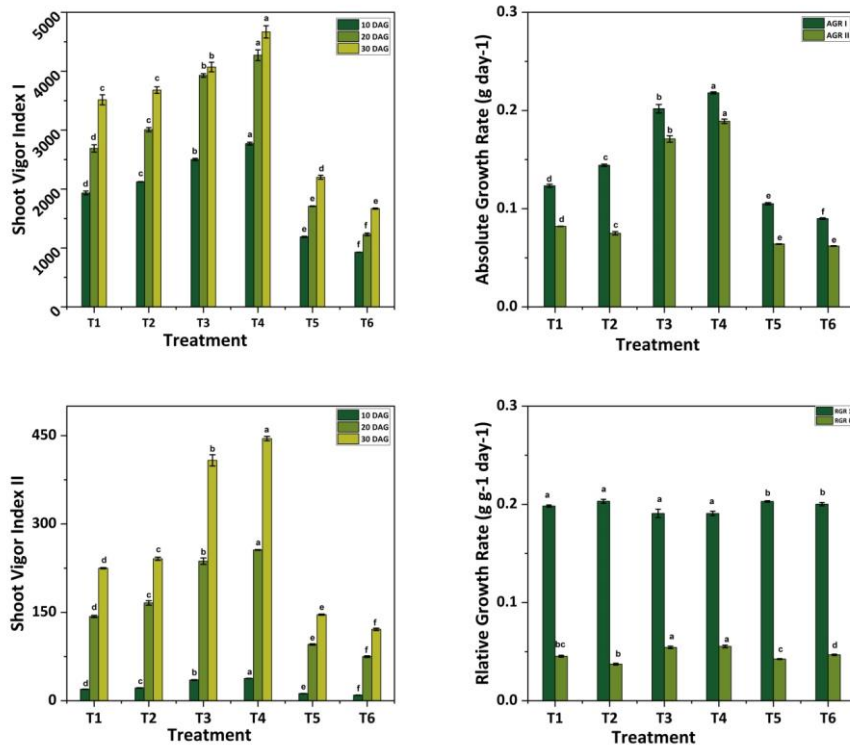 5000
4000
3000
2000
1000
0
Shoot Vigor Index I
10 DAG
20 DAG
30 DAG
d d c
c c c
b b b
a a a
e e d
f f e
T1 T2 T3 T4 T5 T6
Treatment
0.3
0.2
0.1
0.0
Absolute Growth Rate (g day-1)
AGR I
AGR II
d d
c c
b b
a a
e e
f e
T1 T2 T3 T4 T5 T6
Treatment
450
300
150
0
Shoot Vigor Index II
10 DAG
20 DAG
30 DAG
d d d
c c c
b b
a a a
e e e
f f f
T1 T2 T3 T4 T5 T6
Treatment
0.3
0.2
0.1
0.0
Rlative Growth Rate (g g-1 day-1)
RGR
RGR
a bc
a b
a a
a a
b c
b d
T1 T2 T3 T4 T5 T6
Treatment